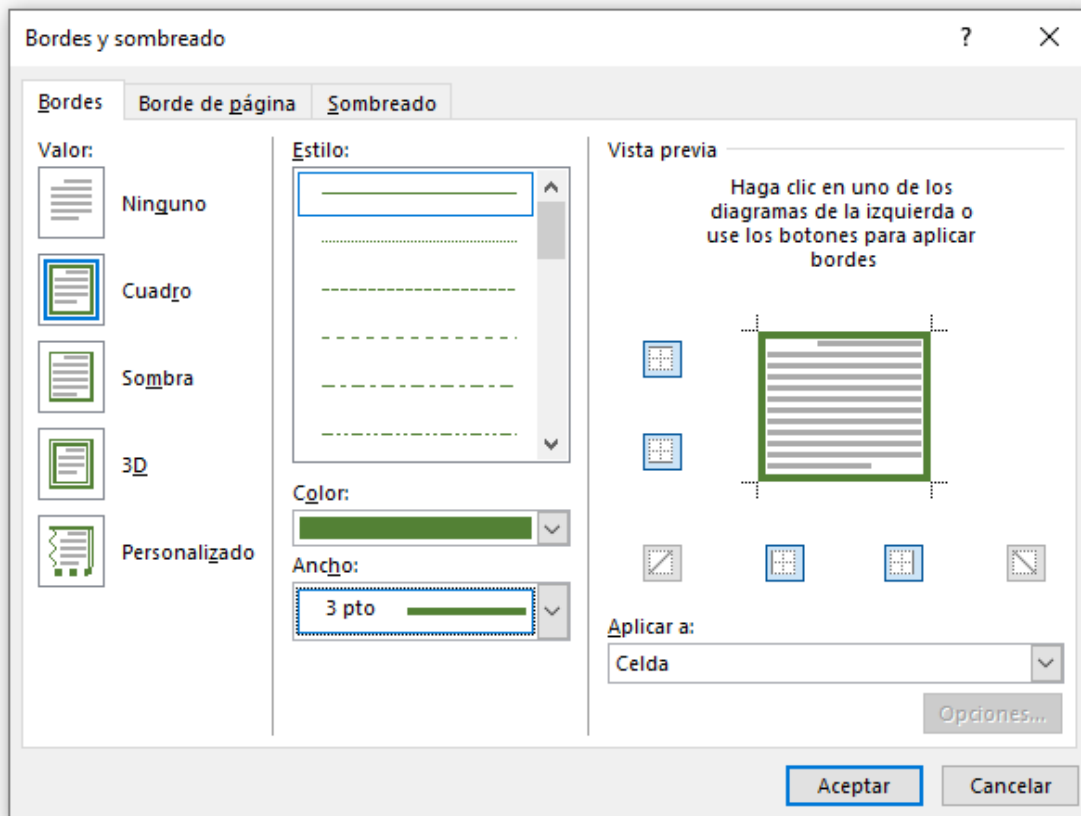 Bordes y sombreado
?
Bordes
Borde de página
Sombreado
Valor:
Ninguno
Cuadro
Sombra
3D
Personalizado
Estilo:
Color:
Ancho:
3 pto
Vista previa
Haga clic en uno de los
diagramas de la izquierda o
use los botones para aplicar
bordes
Aplicar a:
Celda
Opciones...
Aceptar
Cancelar